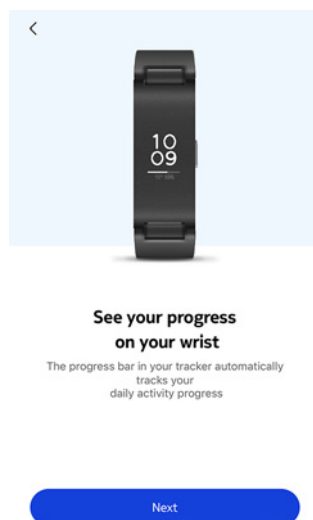 10
09
See your progress
on your wrist
The progress bar in your tracker automatically
tracks your
daily activity progress
Next